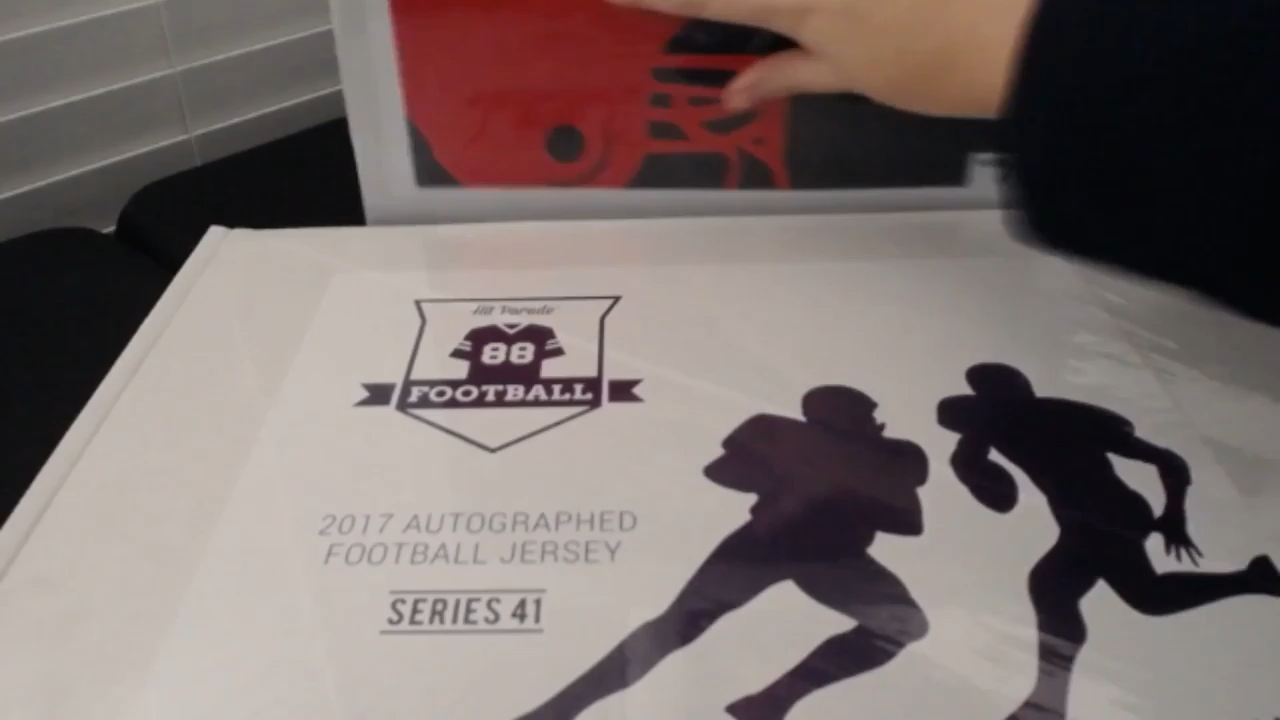 Hit Parade
88
FOOTBALL
2017 AUTOGRAPHED
FOOTBALL JERSEY
SERIES 41